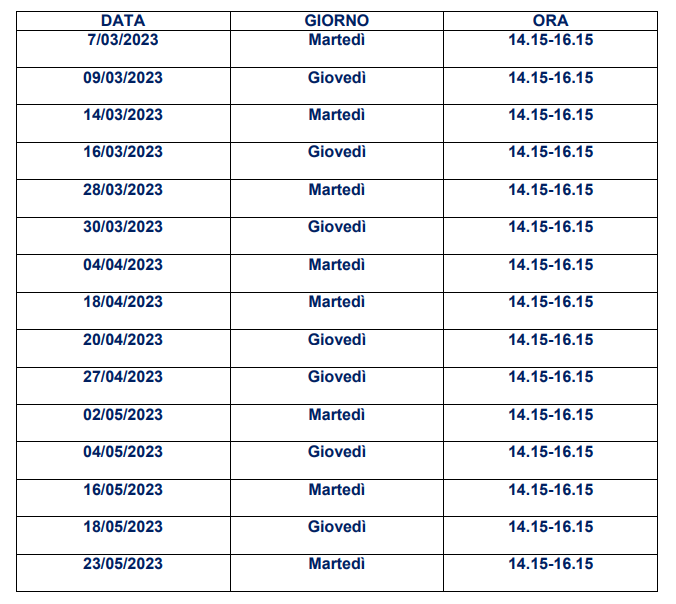 DATA GIORNO ORA
7/03/2023 Martedì 14.15-16.15
09/03/2023 Giovedì 14.15-16.15
14/03/2023 Martedì 14.15-16.15
16/03/2023 Giovedì 14.15-16.15
28/03/2023 Martedì 14.15-16.15
30/03/2023 Giovedì 14.15-16.15
04/04/2023 Martedì 14.15-16.15
18/04/2023 Martedì 14.15-16.15
20/04/2023 Giovedì 14.15-16.15
27/04/2023 Giovedì 14.15-16.15
02/05/2023 Martedì 14.15-16.15
04/05/2023 Giovedì 14.15-16.15
16/05/2023 Martedì 14.15-16.15
18/05/2023 Giovedì 14.15-16.15
23/05/2023 Martedì 14.15-16.15